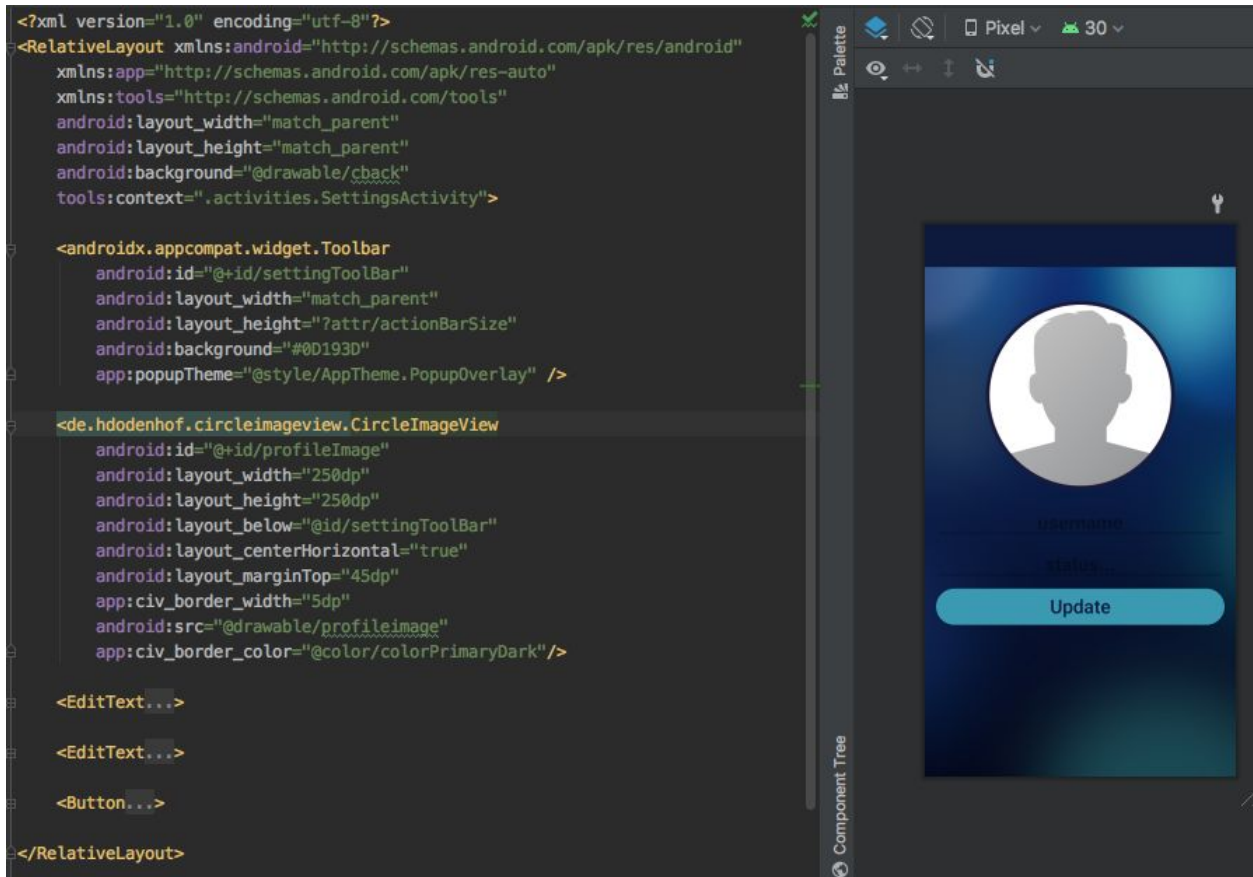 <?xml version="1.0" encoding="utf-8"?>
<RelativeLayout xmlns:android="http://schemas.android.com/apk/res/android"
xmlns:app="http://schemas.android.com/apk/res-auto"
xmlns:tools="http://schemas.android.com/tools"
android:layout_width="match_parent"
android:layout_height="match_parent"
android:background="@drawable/cback"
tools:context=".activities.SettingsActivity">
<androidx.appcompat.widget.Toolbar
android:id="@+id/settingToolBar"
android:layout_width="match_parent"
android:layout_height="?attr/actionBarSize"
android:background="#0D193D"
app:popupTheme="@style/AppTheme.PopupOverlay" />
<de.hdodenhof.circleimageview.CircleImageView
android:id="@+id/profileImage"
android:layout_width="250dp"
android:layout_height="250dp"
android:layout_below="@id/settingToolBar"
android:layout_centerHorizontal="true"
android:layout_marginTop="45dp"
app:civ_border_width="5dp"
android:src="@drawable/profileimage"
app:civ_border_color="@color/colorPrimaryDark"/>
<EditText...>
<EditText...>
<Button...>
</RelativeLayout>
Palette
Component Tree
Pixel 30
username...
status...
Update